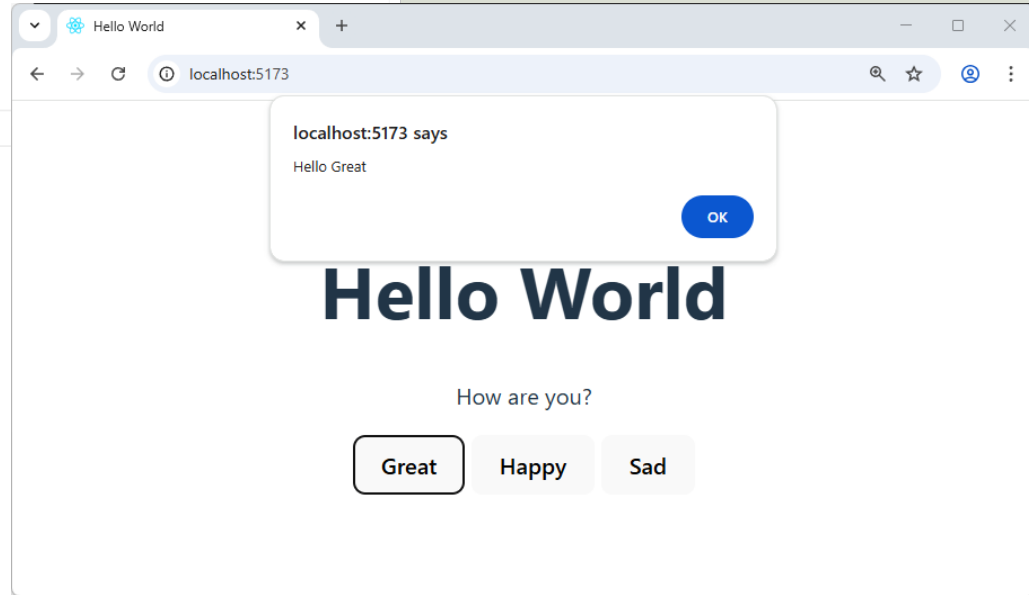 Hello World
localhost:5173
localhost:5173 says
Hello Great
OK
Hello World
How are you?
Great Happy Sad